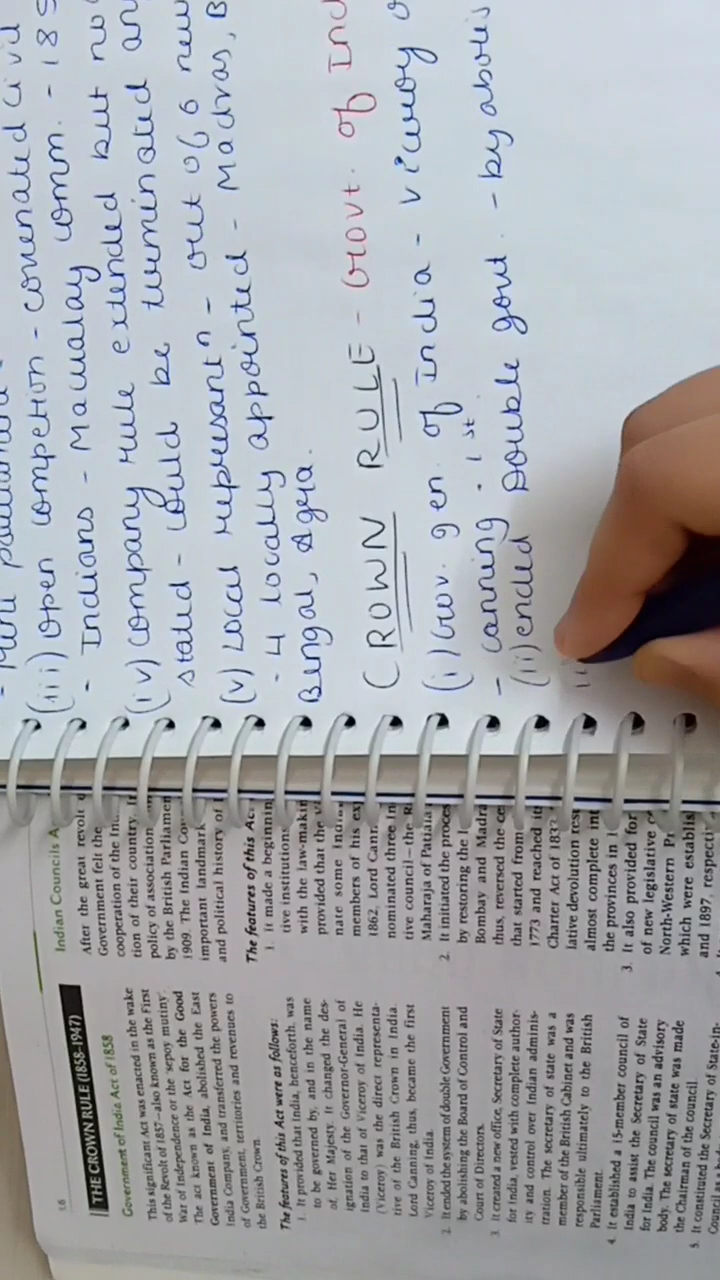 (iii) open competion - covenated civil
- Indians - Macualay comm. - 185
(iv) company rule extended but no
stated - could be terminated an
(v) Local represantⁿ - out of 6 new
- 4 locally appointed - Madras, B
Bengal, Agra.
CROWN RULE - Govt. of Ind
(i) Gov. gen. of India - viceroy o
- canning - 1st
(ii) ended Double govt. - by abolis
THE CROWN RULE (1858-1947)
Government of India Act of 1858
This significant Act was enacted in the wake
of the Revolt of 1857—also known as the First
War of Independence or the 'sepoy mutiny'.
The act known as the Act for the Good
Government of India, abolished the East
India Company, and transferred the powers
of Government, territories and revenues to
the British Crown.
The features of this Act were as follows:
1. It provided that India, henceforth, was
to be governed by, and in the name
of, Her Majesty. It changed the des-
ignation of the Governor-General of
India to that of Viceroy of India. He
(Viceroy) was the direct representa-
tive of the British Crown in India.
Lord Canning, thus, became the first
Viceroy of India.
2. It ended the system of double Government
by abolishing the Board of Control and
Court of Directors.
3. It created a new office, Secretary of State
for India, vested with complete author-
ity and control over Indian adminis-
tration. The secretary of state was a
member of the British Cabinet and was
responsible ultimately to the British
Parliament.
4. It established a 15-member council of
India to assist the Secretary of State
for India. The council was an advisory
body. The secretary of state was made
the Chairman of the council.
5. It constituted the Secretary of State-in-
Indian Councils A
After the great revolt
Government felt the
cooperation of the
tion of their country.
policy of association
by the British Parliamen
1909. The Indian Cou
important landmark
and political history of
The features of this Ac
1. It made a beginnin
tive institutions
with the law-maki
provided that the
nate some
members of his
1862, Lord Cann
nominated three In
tive council—the
Maharaja of Patiala
2. It initiated the proces
by restoring the
Bombay and Madra
thus, reversed the ce
that started from
1773 and reached it
Charter Act of 1833
lative devolution res
almost complete int
the provinces in
3. It also provided for
of new legislative
North-Western Pr
which were establis
and 1897, respecti